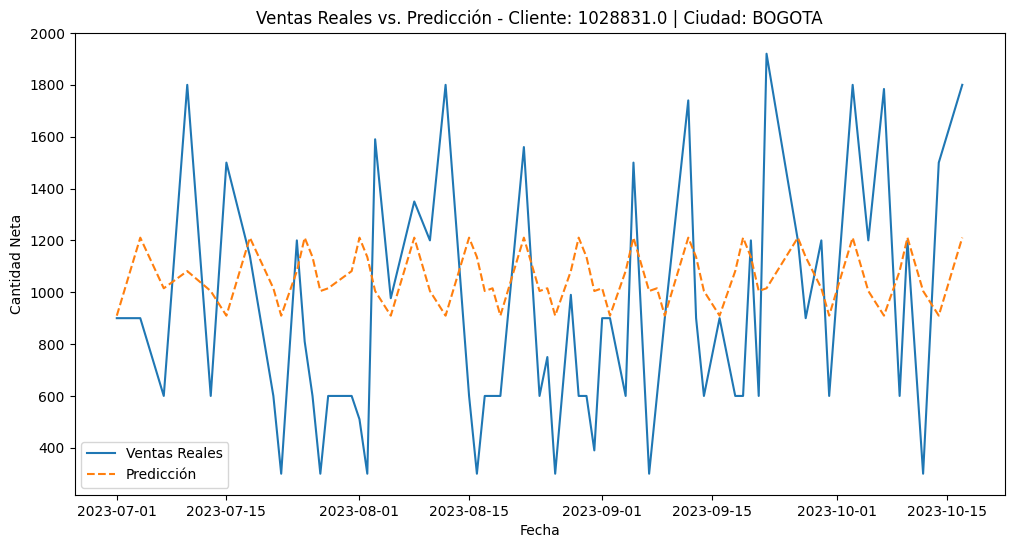 Ventas Reales vs. Predicción - Cliente: 1028831.0 | Ciudad: BOGOTA
2000
1800
1600
1400
1200
1000
800
600
400
Cantidad Neta
Ventas Reales
Predicción
2023-07-01 2023-07-15 2023-08-01 2023-08-15 2023-09-01 2023-09-15 2023-10-01 2023-10-15
Fecha